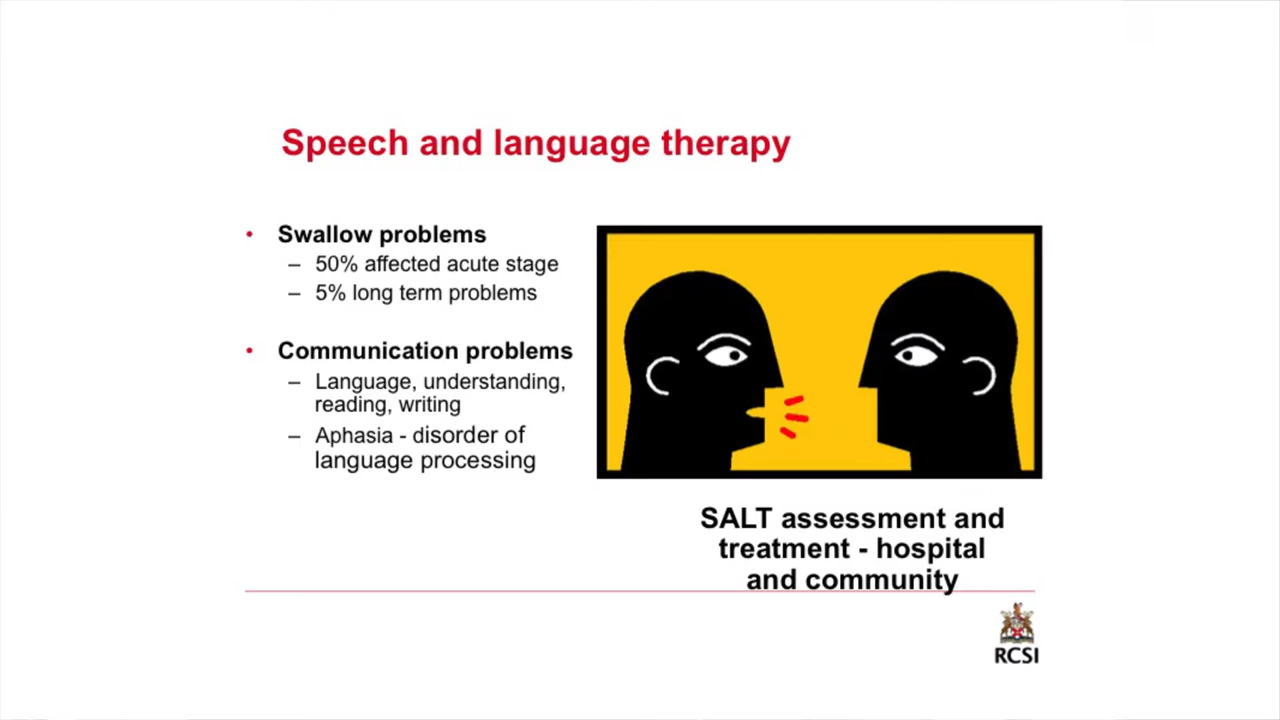 Speech and language therapy
• Swallow problems
– 50% affected acute stage
– 5% long term problems
• Communication problems
– Language, understanding,
reading, writing
– Aphasia - disorder of
language processing
SALT assessment and
treatment - hospital
and community
RCSI